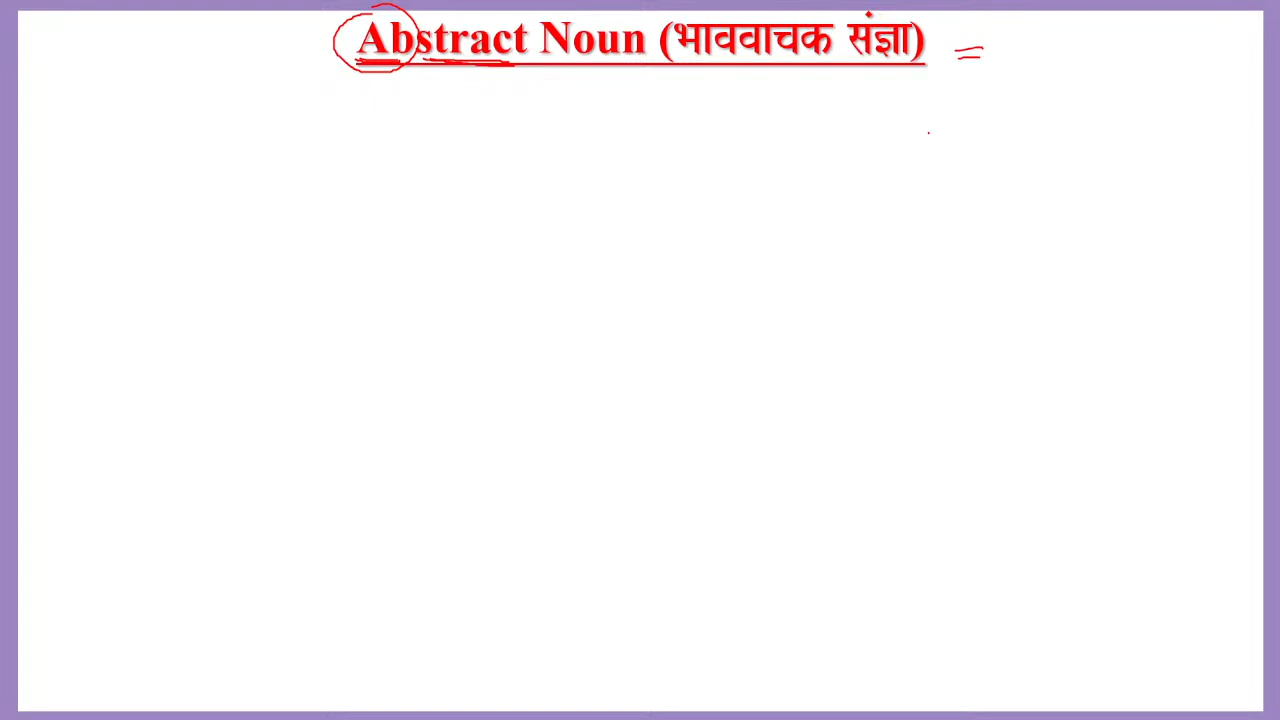 Abstract Noun (भाववाचक संज्ञा) =